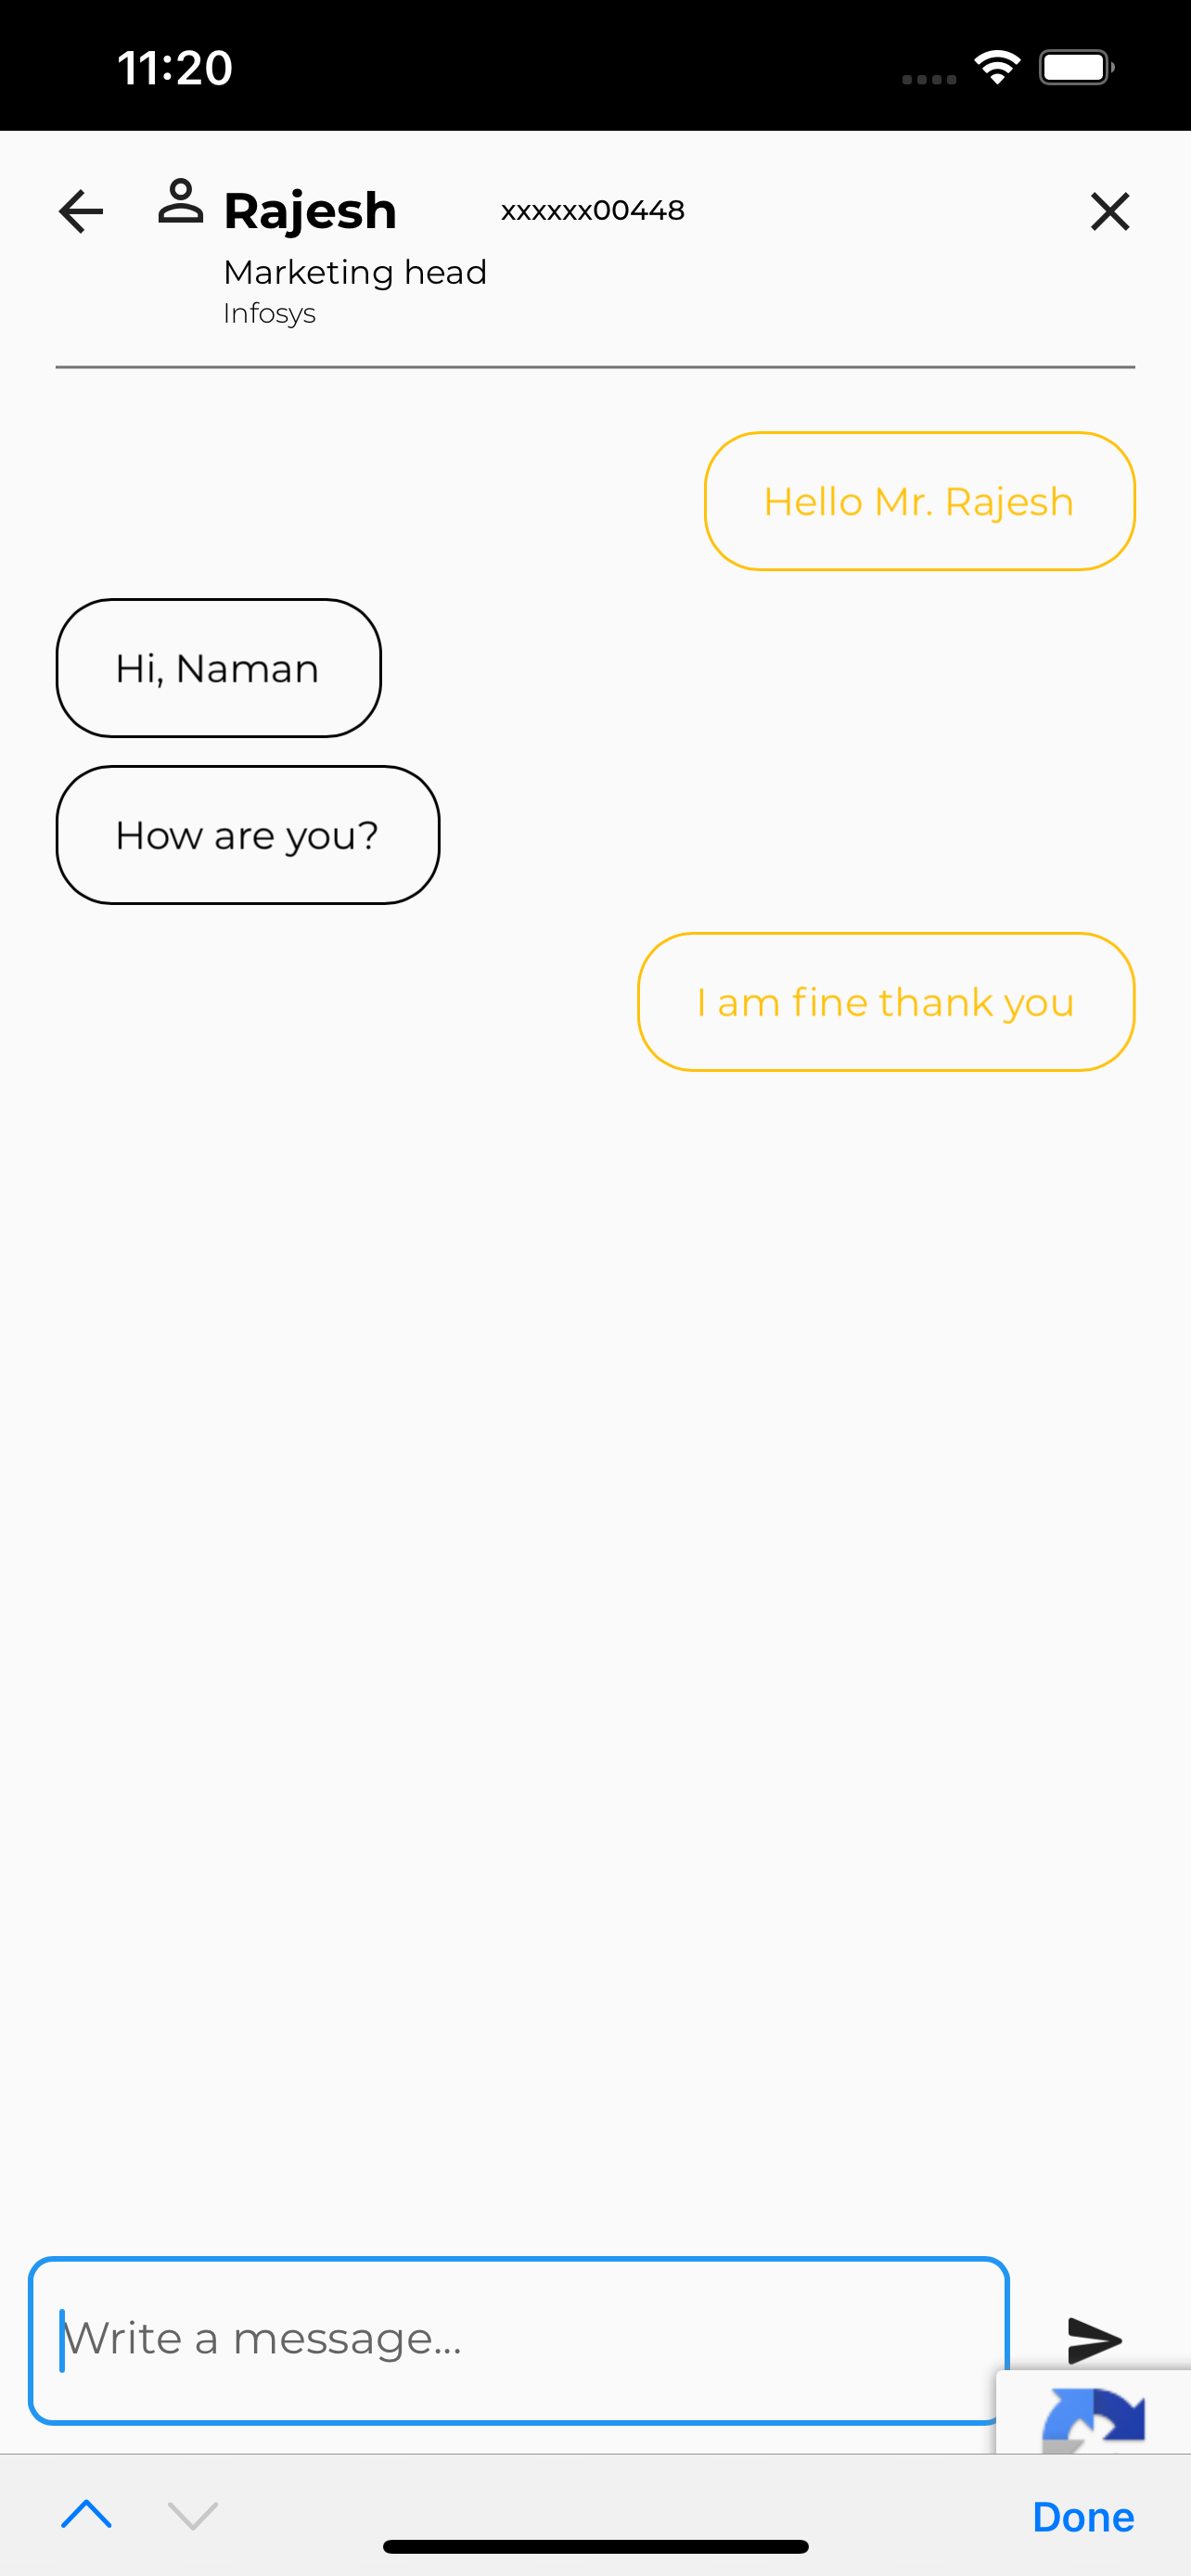 11:20
Rajesh xxxxxx00448
Marketing head
Infosys
Hello Mr. Rajesh
Hi, Naman
How are you?
I am fine thank you
Write a message...
Done